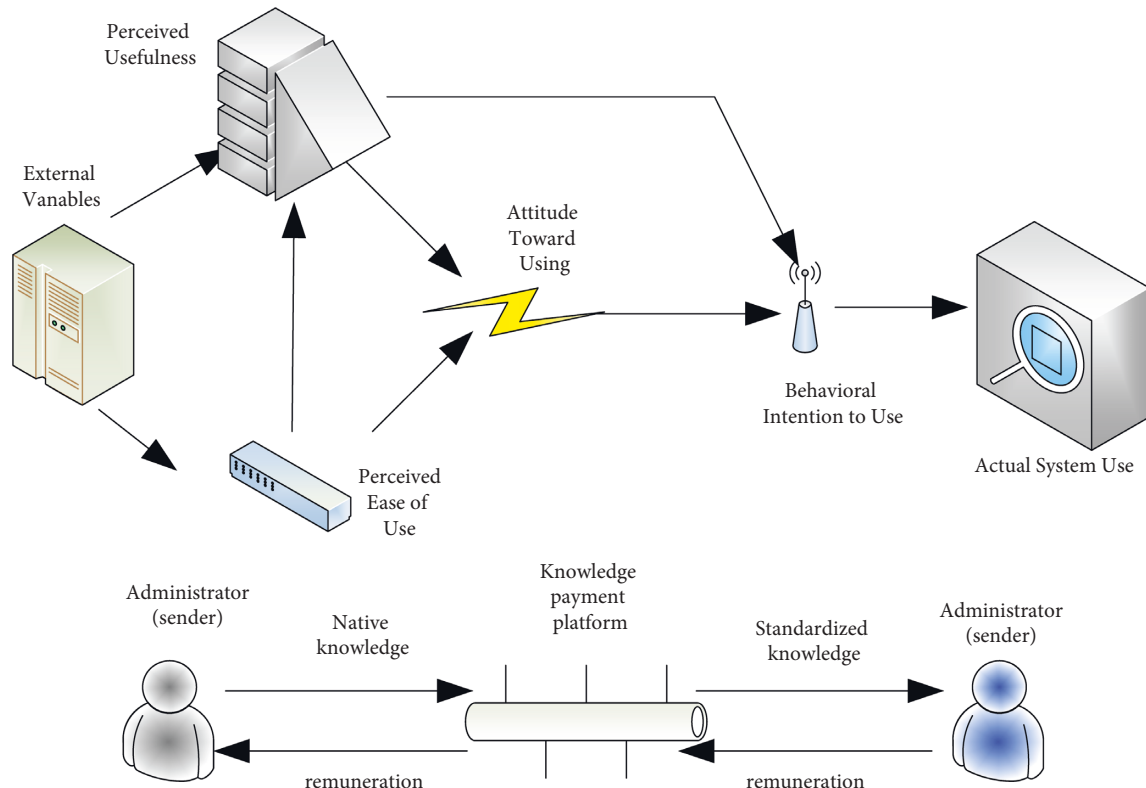 Perceived
Usefulness
External
Vanables
Attitude
Toward
Using
Behavioral
Intention to Use
Actual System Use
Perceived
Ease of
Use
Administrator
(sender)
Native
knowledge
Knowledge
payment
platform
Standardized
knowledge
Administrator
(sender)
remuneration
remuneration